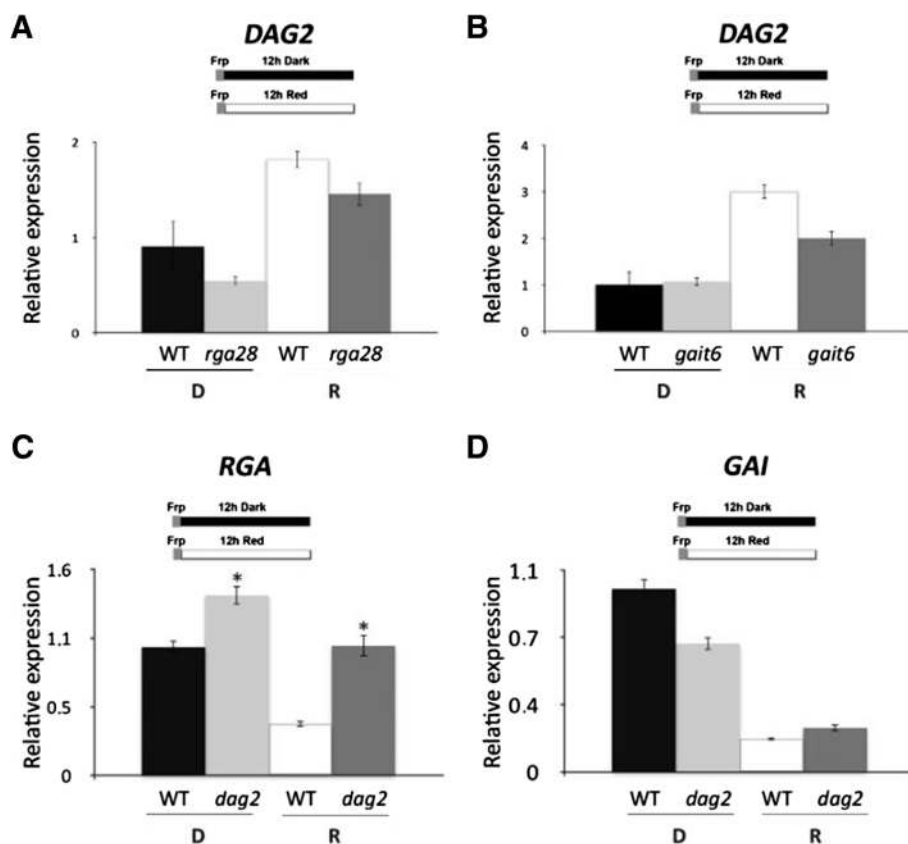 A
DAG2
Frp 12h Dark
Frp 12h Red
Relative expression
2
1
0
WT rga28 WT rga28
D R
B
DAG2
Frp 12h Dark
Frp 12h Red
Relative expression
4
3
2
1
0
WT gait6 WT gait6
D R
C
RGA
Frp 12h Dark
Frp 12h Red
Relative expression
1.6
1.1
0.5
0
* *
WT dag2 WT dag2
D R
D
GAI
Frp 12h Dark
Frp 12h Red
Relative expression
1.1
0.7
0.4
0
WT dag2 WT dag2
D R